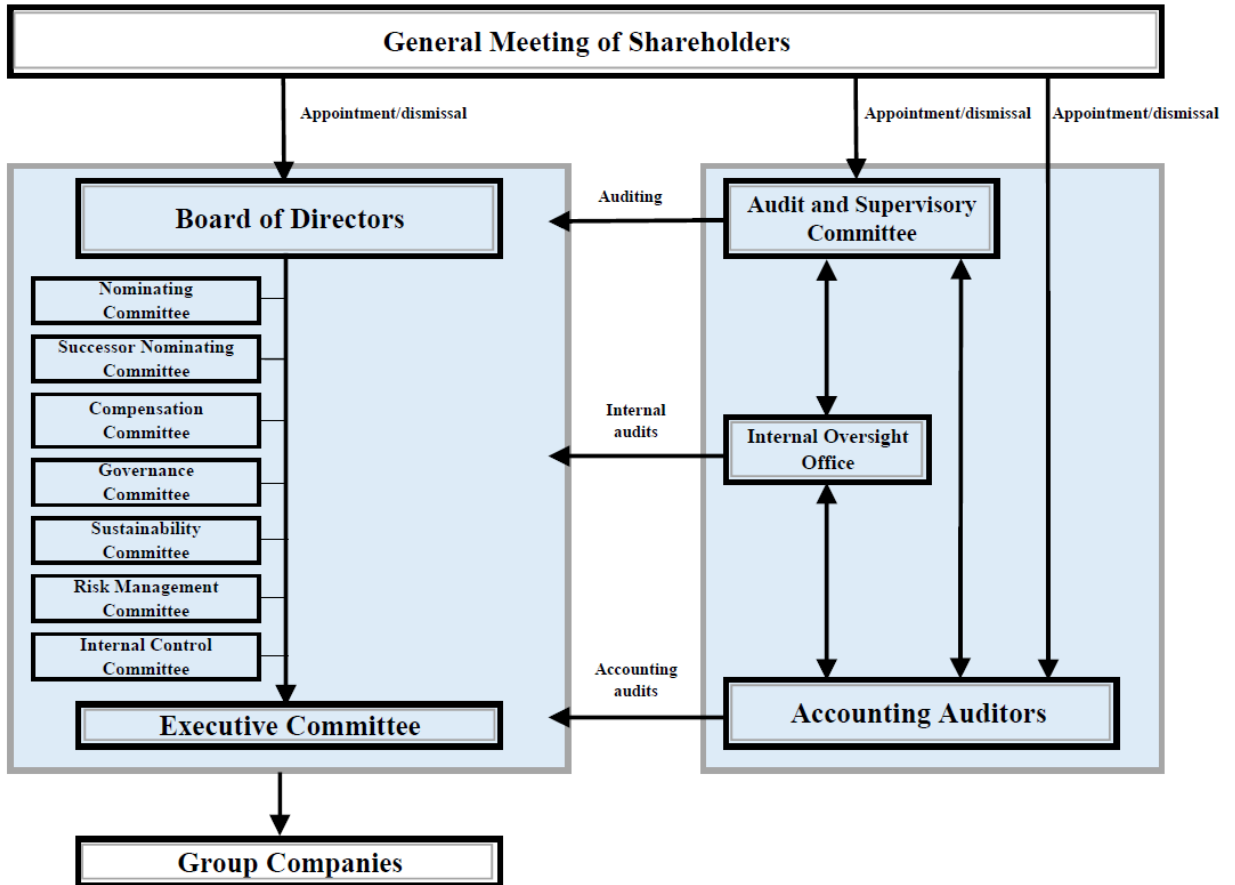 General Meeting of Shareholders
Appointment/dismissal
Appointment/dismissal
Appointment/dismissal
Board of Directors
Auditing
Audit and Supervisory
Committee
Nominating
Committee
Successor Nominating
Committee
Compensation
Committee
Governance
Committee
Sustainability
Committee
Risk Management
Committee
Internal Control
Committee
Internal
audits
Internal Oversight
Office
Accounting
audits
Executive Committee
Accounting Auditors
Group Companies